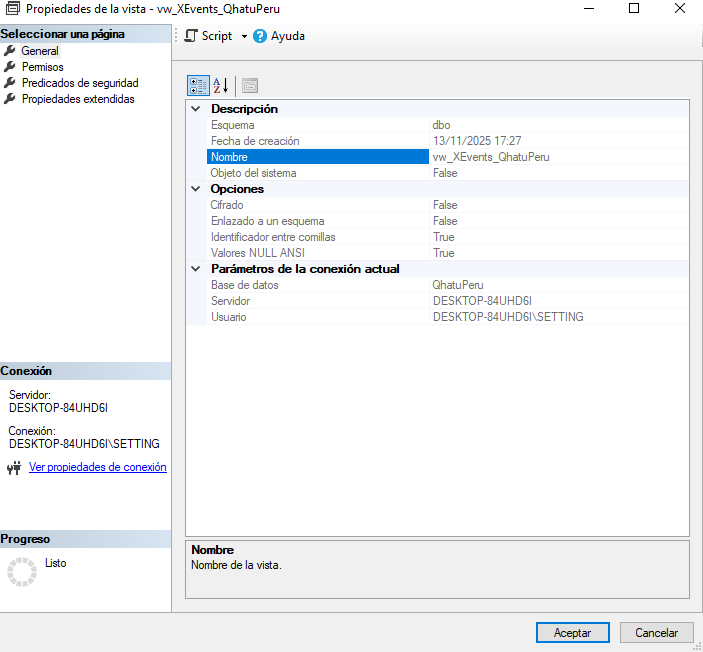 Propiedades de la vista - vw_XEvents_QhatuPeru
Seleccionar una página
General
Permisos
Predicados de seguridad
Propiedades extendidas
Script
Ayuda
Descripción
Esquema dbo
Fecha de creación 13/11/2025 17:27
Nombre vw_XEvents_QhatuPeru
Objeto del sistema False
Opciones
Cifrado False
Enlazado a un esquema False
Identificador entre comillas True
Valores NULL ANSI True
Parámetros de la conexión actual
Base de datos QhatuPeru
Servidor DESKTOP-84UHD6I
Usuario DESKTOP-84UHD6I\SETTING
Conexión
Servidor:
DESKTOP-84UHD6I
Conexión:
DESKTOP-84UHD6I\SETTING
Ver propiedades de conexión
Progreso
Listo
Nombre
Nombre de la vista.
Aceptar
Cancelar